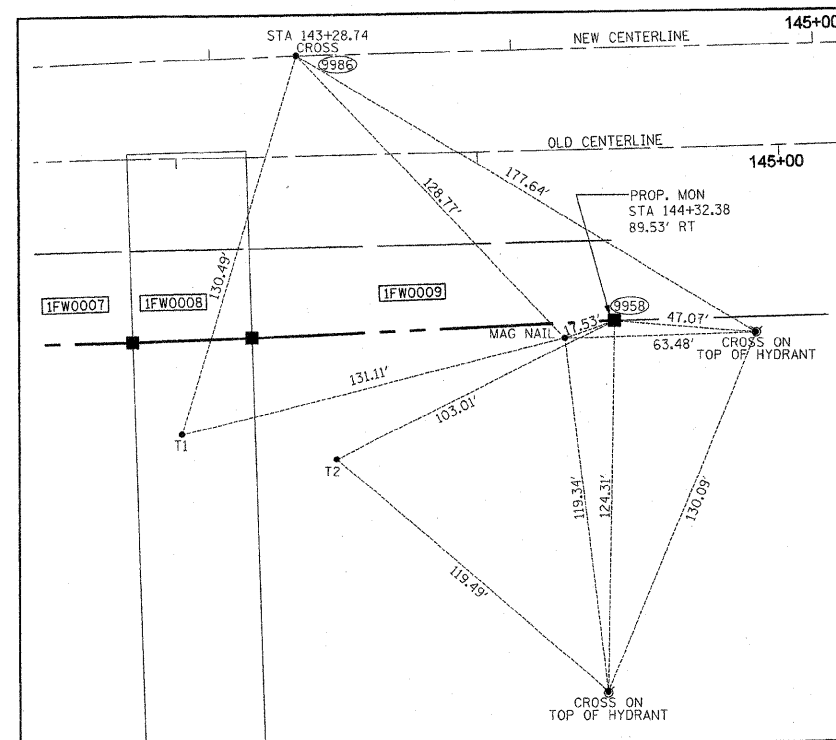 145+00
STA 143+28.74
CROSS
9986
NEW CENTERLINE
OLD CENTERLINE
145+00
177.64'
128.77'
PROP. MON
STA 144+32.38
89.53' RT
130.49'
1FW0007
1FW0008
1FW0009
9958
MAG NAIL
17.53'
47.07'
63.48'
CROSS ON
TOP OF HYDRANT
131.11'
103.01'
T1
T2
119.34'
124.31'
130.09'
119.49'
CROSS ON
TOP OF HYDRANT